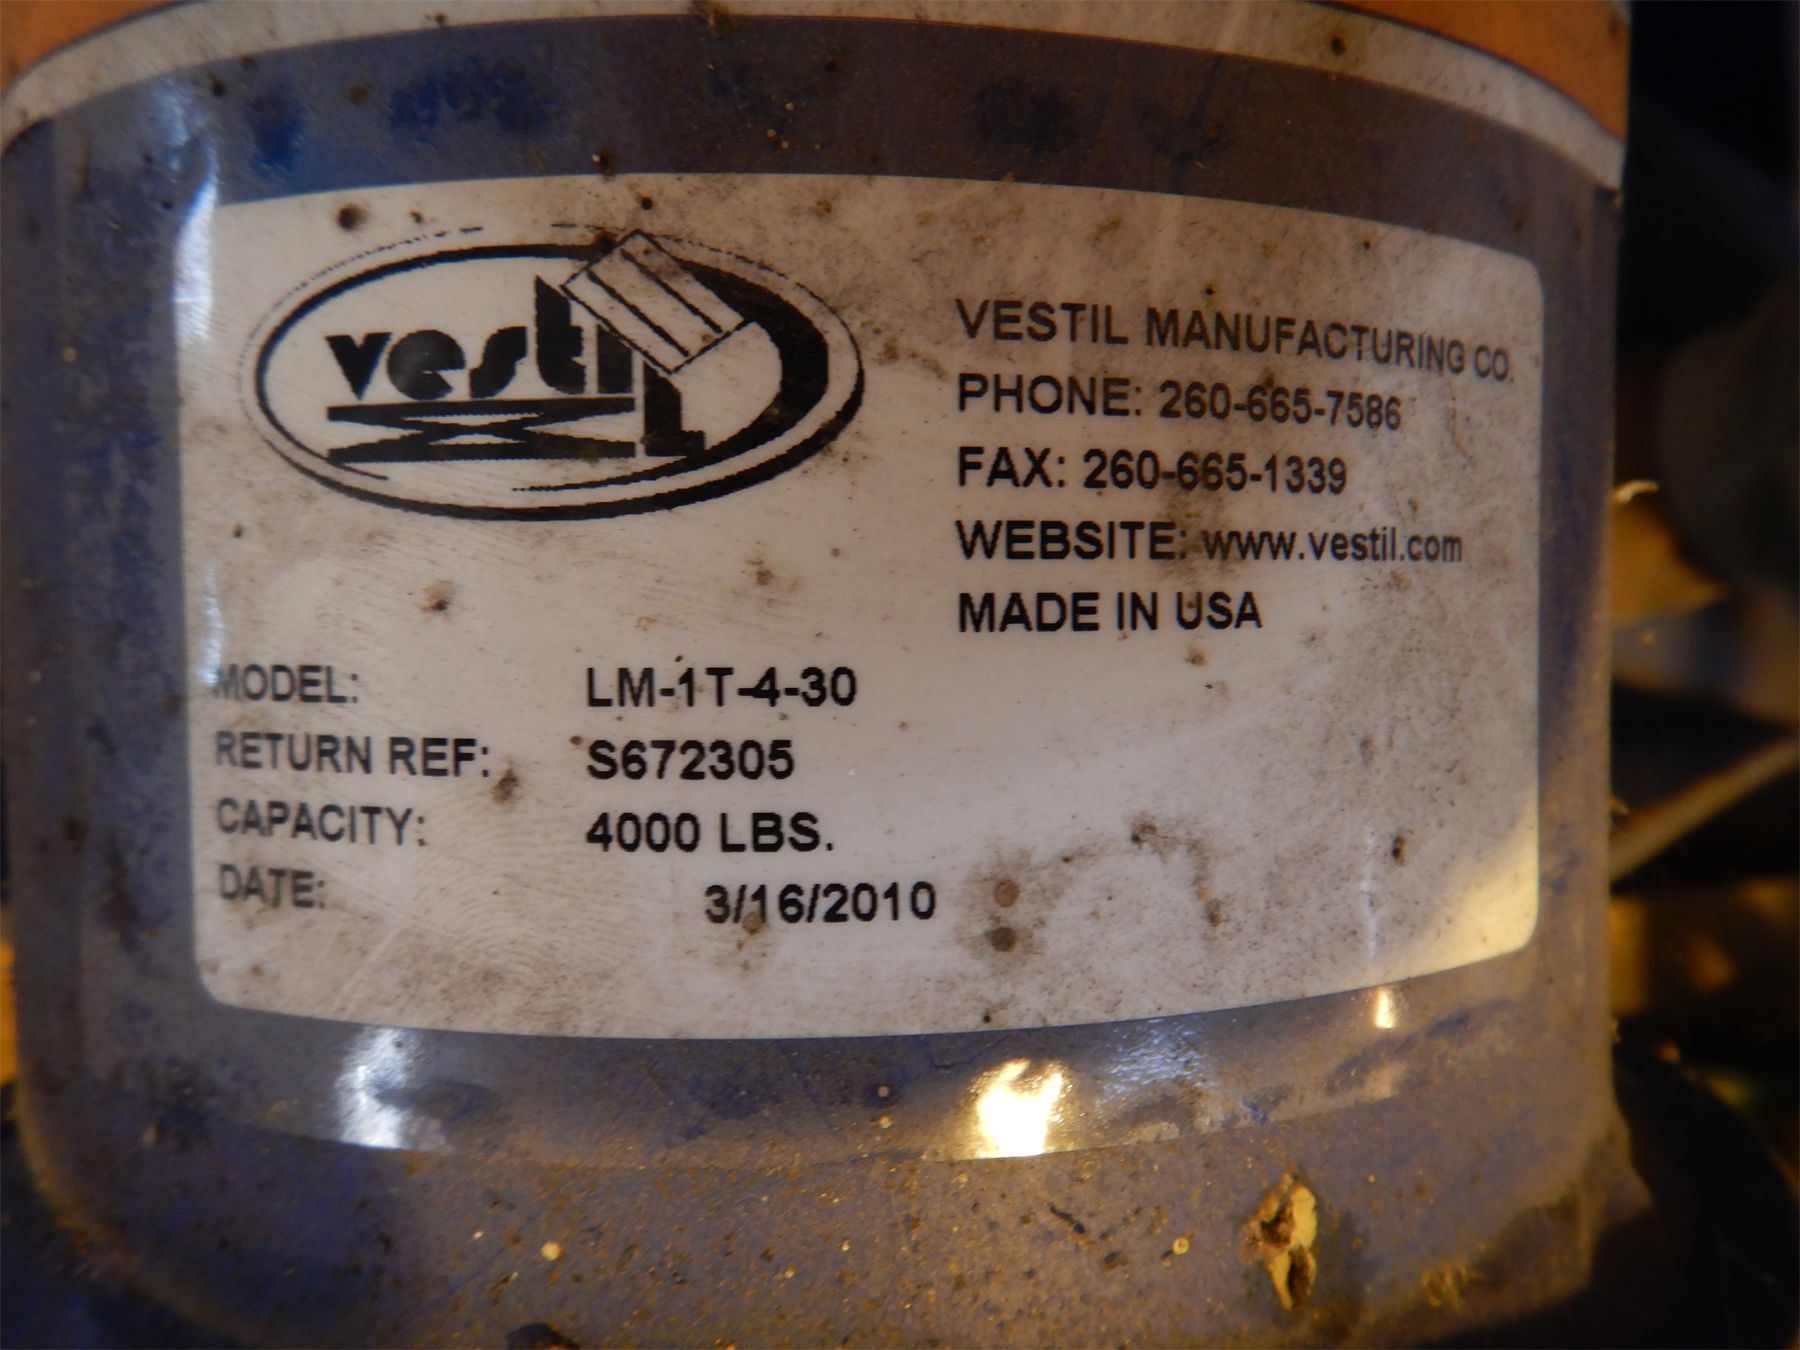 vestil
VESTIL MANUFACTURING CO.
PHONE: 260-665-7586
FAX: 260-665-1339
WEBSITE: www.vestil.com
MADE IN USA
MODEL: LM-1T-4-30
RETURN REF: S672305
CAPACITY: 4000 LBS.
DATE: 3/16/2010